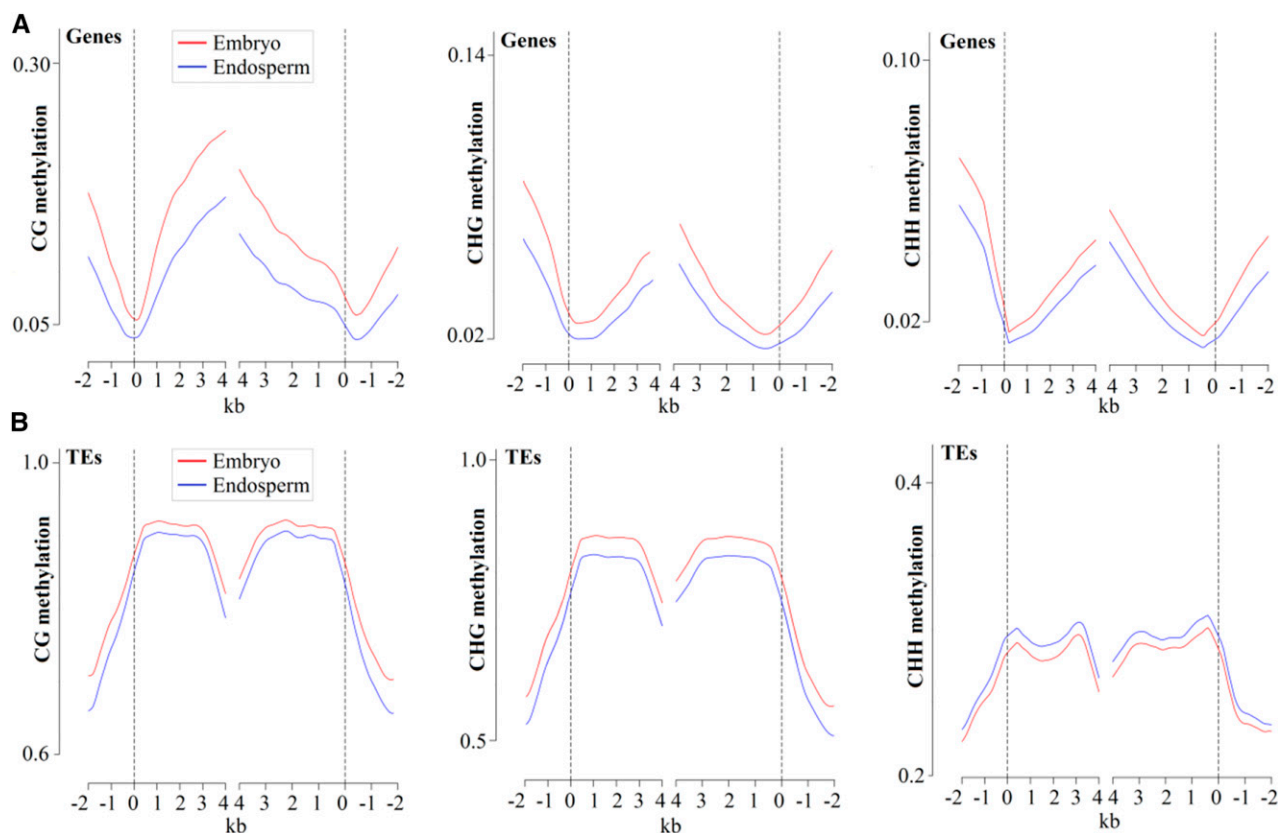 A
Genes
Embryo
Endosperm
0.30
0.05
CG methylation
-2 -1 0 1 2 3 4 4 3 2 1 0 -1 -2
kb
Genes
0.14
0.02
CHG methylation
-2 -1 0 1 2 3 4 4 3 2 1 0 -1 -2
kb
Genes
0.10
0.02
CHH methylation
-2 -1 0 1 2 3 4 4 3 2 1 0 -1 -2
kb
B
TEs
Embryo
Endosperm
1.0
0.6
CG methylation
-2 -1 0 1 2 3 4 4 3 2 1 0 -1 -2
kb
TEs
1.0
0.5
CHG methylation
-2 -1 0 1 2 3 4 4 3 2 1 0 -1 -2
kb
TEs
0.4
0.2
CHH methylation
-2 -1 0 1 2 3 4 4 3 2 1 0 -1 -2
kb